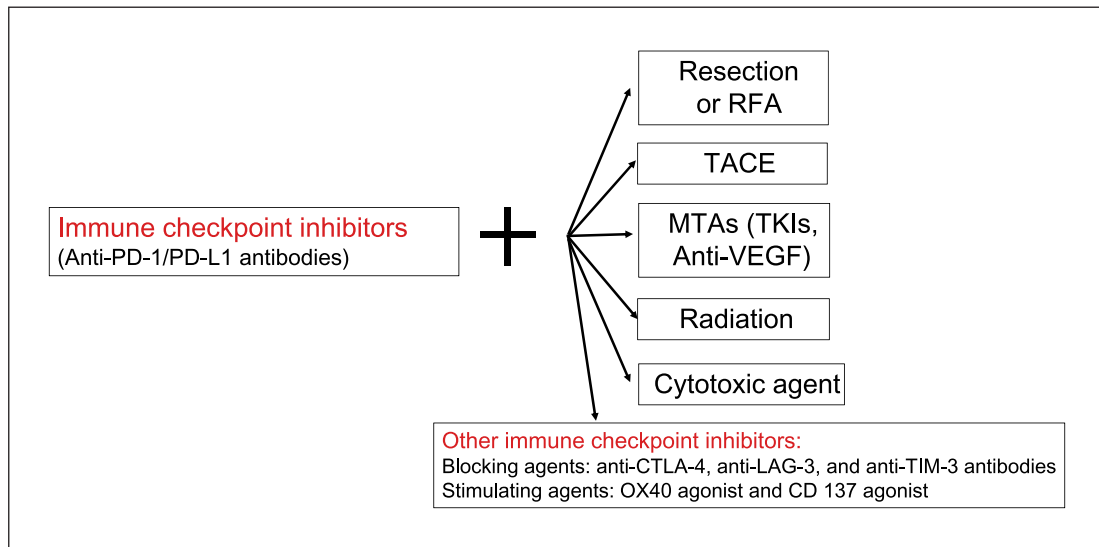 Resection
or RFA
TACE
Immune checkpoint inhibitors
(Anti-PD-1/PD-L1 antibodies)
+
MTAs (TKIs,
Anti-VEGF)
Radiation
Cytotoxic agent
Other immune checkpoint inhibitors:
Blocking agents: anti-CTLA-4, anti-LAG-3, and anti-TIM-3 antibodies
Stimulating agents: OX40 agonist and CD 137 agonist